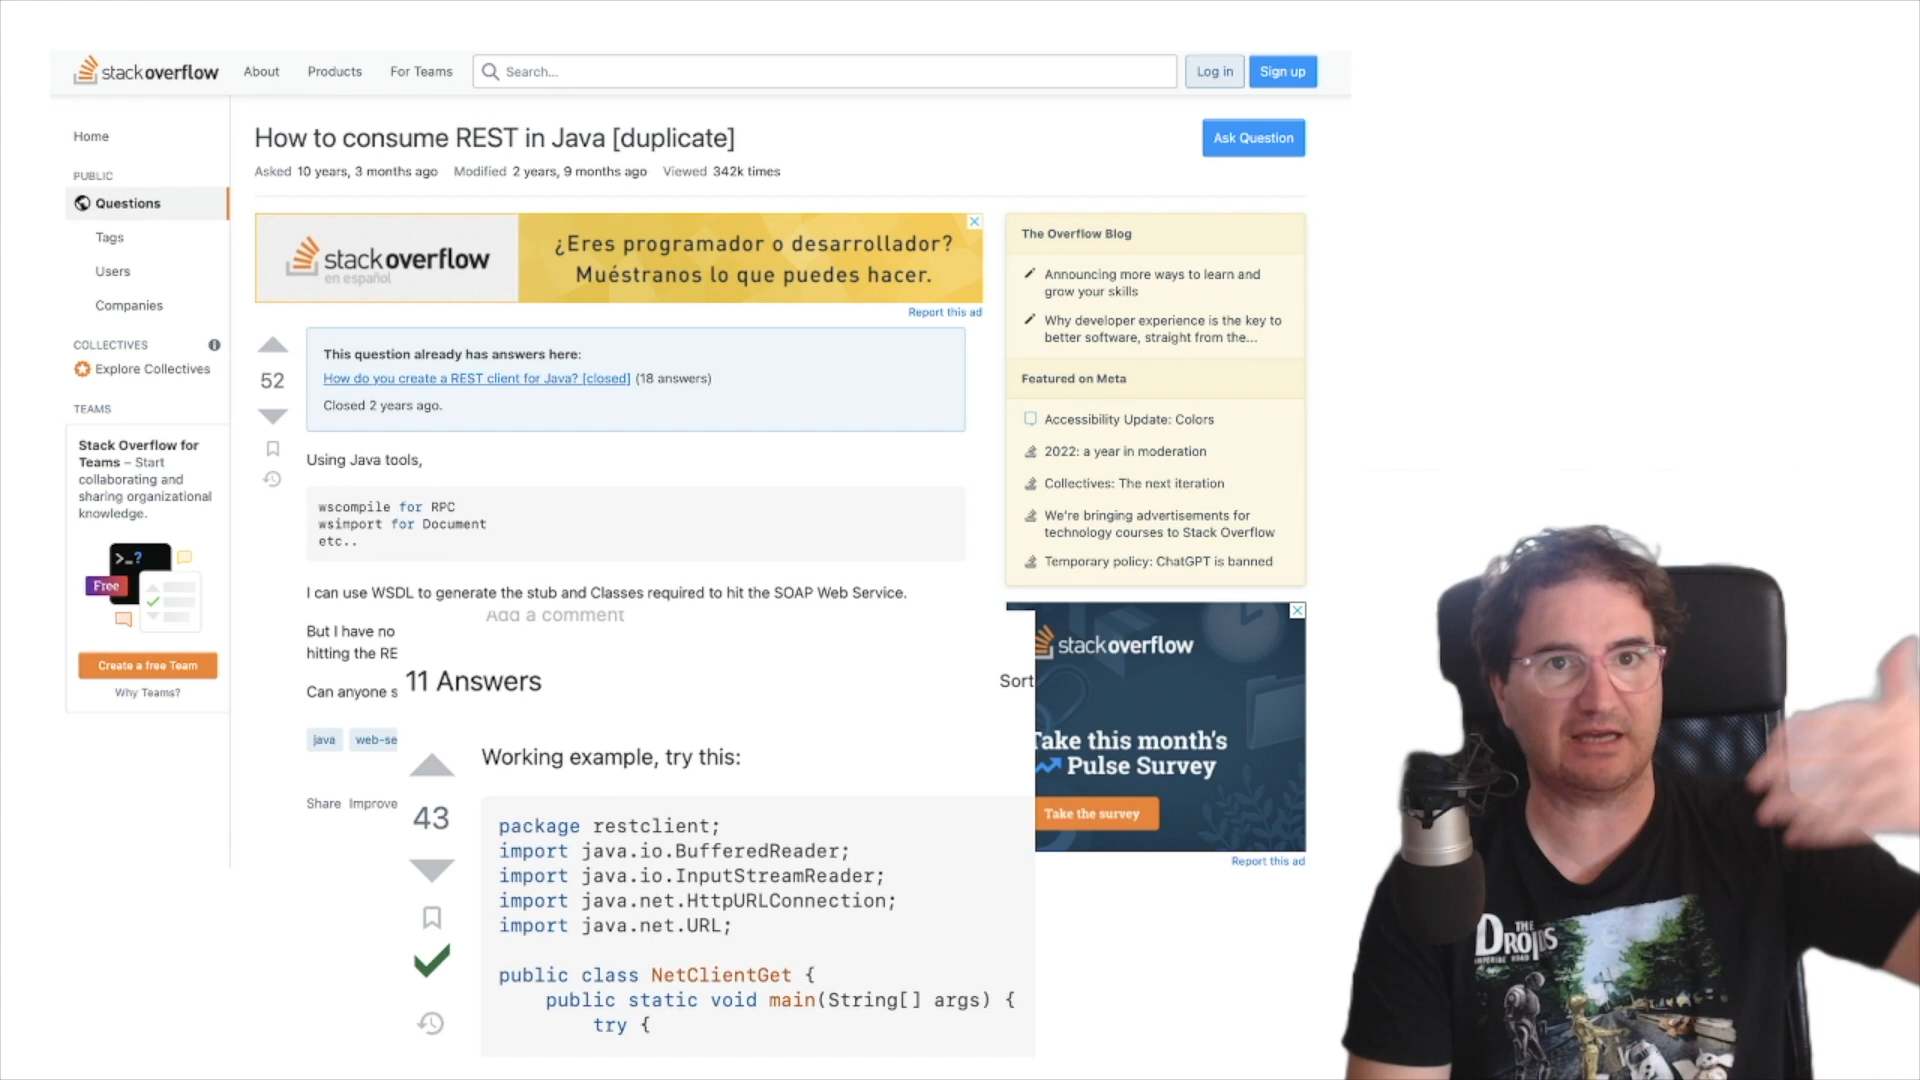 stackoverflow
About
Products
For Teams
Search...
Log in
Sign up
Home
PUBLIC
Questions
Tags
Users
Companies
COLLECTIVES
Explore Collectives
TEAMS
Stack Overflow for
Teams – Start
collaborating and
sharing organizational
knowledge.
>_?
Free
Create a free Team
Why Teams?
How to consume REST in Java [duplicate]
Ask Question
Asked 10 years, 3 months ago Modified 2 years, 9 months ago Viewed 342k times
stackoverflow
en español
¿Eres programador o desarrollador?
Muéstranos lo que puedes hacer.
Report this ad
52
This question already has answers here:
How do you create a REST client for Java? [closed] (18 answers)
Closed 2 years ago.
Using Java tools,
wscompile for RPC
wsimport for Document
etc..
I can use WSDL to generate the stub and Classes required to hit the SOAP Web Service.
But I have no
hitting the RE
Can anyone s
java
web-se
Share Improve
Add a comment
11 Answers
Sort
43
Working example, try this:
package restclient;
import java.io.BufferedReader;
import java.io.InputStreamReader;
import java.net.HttpURLConnection;
import java.net.URL;
public class NetClientGet {
public static void main(String[] args) {
try {
The Overflow Blog
Announcing more ways to learn and
grow your skills
Why developer experience is the key to
better software, straight from the...
Featured on Meta
Accessibility Update: Colors
2022: a year in moderation
Collectives: The next iteration
We're bringing advertisements for
technology courses to Stack Overflow
Temporary policy: ChatGPT is banned
stackoverflow
Take this month's
Pulse Survey
Take the survey
Report this ad
THE
DROIDS